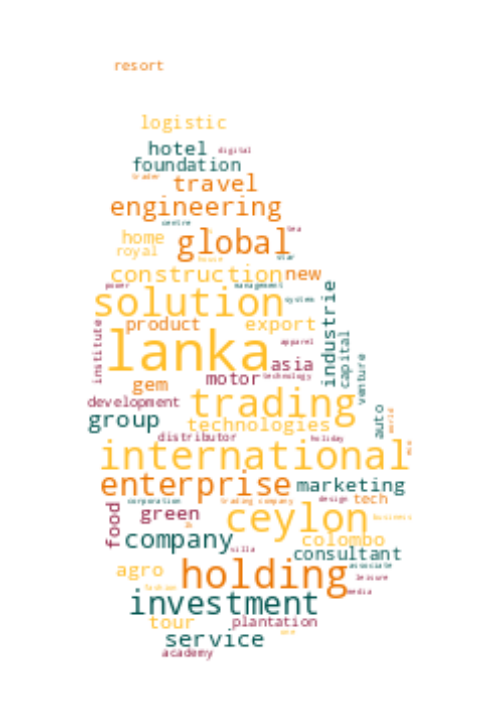 resort
logistic
hotel digital
foundation
trader
travel
engineering
centre
tea
home global
royal star
house
construction new
power management
solution system
product export
industrie
institute
lanka apparel
capital
asia
motor technology
venture
gem
development trading
group technologies
auto
world
distributor holiday
international
enterprise marketing
corporation trading company design tech
food green ceylon business
company colombo
villa consultant
associate
agro holding leisure
fashion
media
investment
tour plantation
service
academy